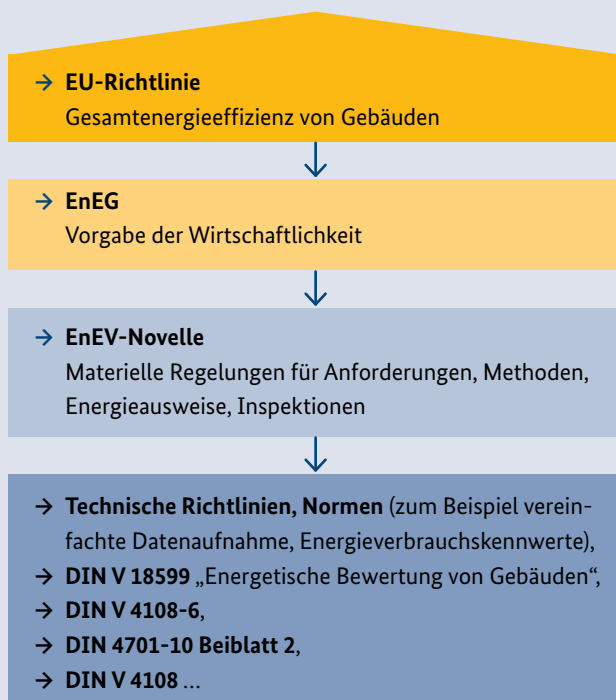 → EU-Richtlinie
Gesamtenergieeffizienz von Gebäuden
→ EnEG
Vorgabe der Wirtschaftlichkeit
→ EnEV-Novelle
Materielle Regelungen für Anforderungen, Methoden,
Energieausweise, Inspektionen
→ Technische Richtlinien, Normen (zum Beispiel verein-
fachte Datenaufnahme, Energieverbrauchskennwerte),
→ DIN V 18599 „Energetische Bewertung von Gebäuden“,
→ DIN V 4108-6,
→ DIN 4701-10 Beiblatt 2,
→ DIN V 4108 ...